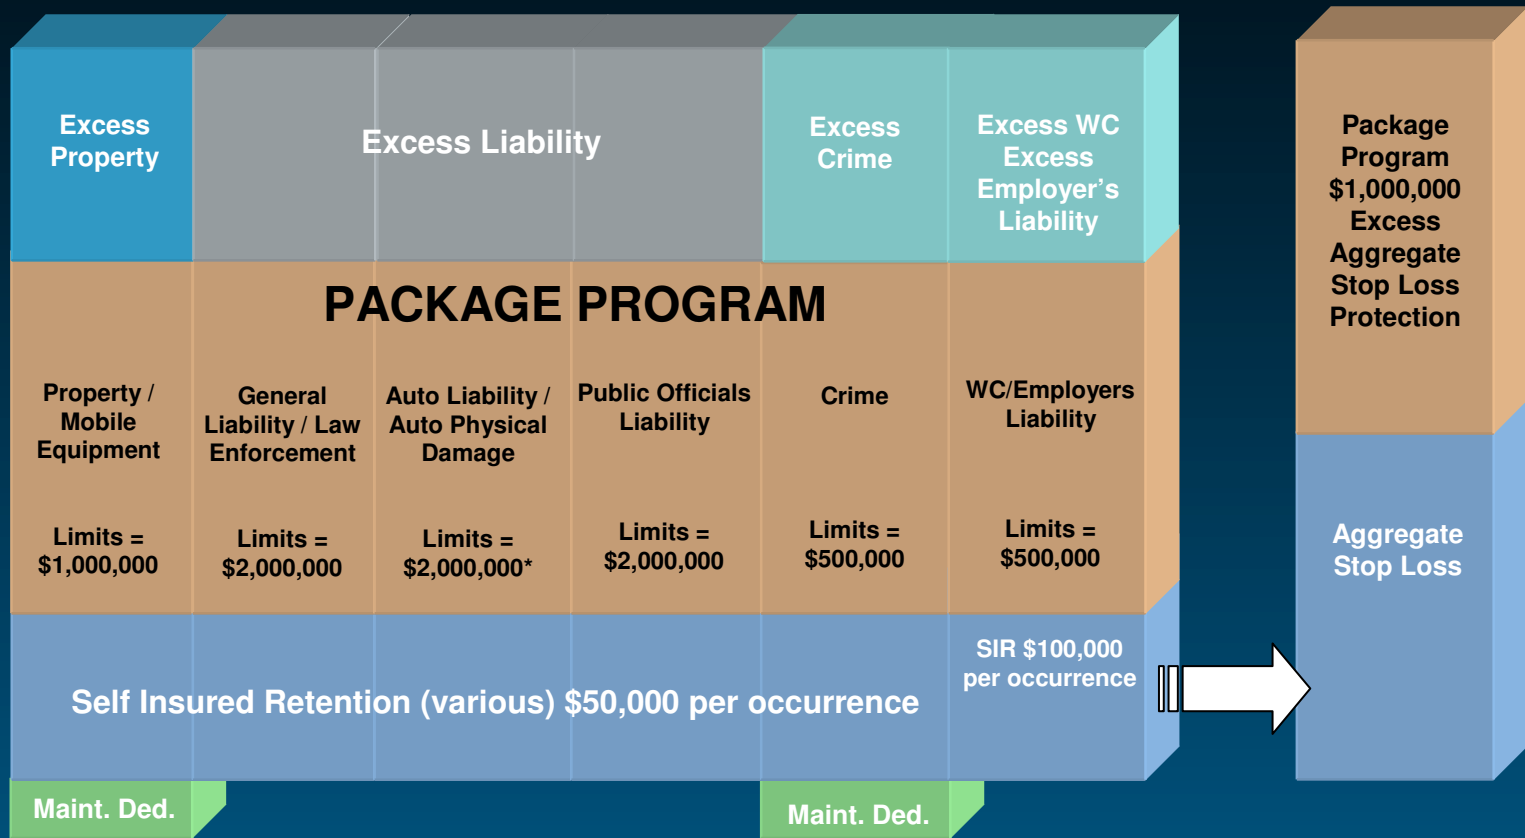 Excess
Property
Excess Liability
Excess
Crime
Excess WC
Excess
Employer’s
Liability
PACKAGE PROGRAM
Property /
Mobile
Equipment
General
Liability / Law
Enforcement
Auto Liability /
Auto Physical
Damage
Public Officials
Liability
Crime
WC/Employers
Liability
Limits =
$1,000,000
Limits =
$2,000,000
Limits =
$2,000,000*
Limits =
$2,000,000
Limits =
$500,000
Limits =
$500,000
Self Insured Retention (various) $50,000 per occurrence
SIR $100,000
per occurrence
Maint. Ded.
Maint. Ded.
Package
Program
$1,000,000
Excess
Aggregate
Stop Loss
Protection
Aggregate
Stop Loss